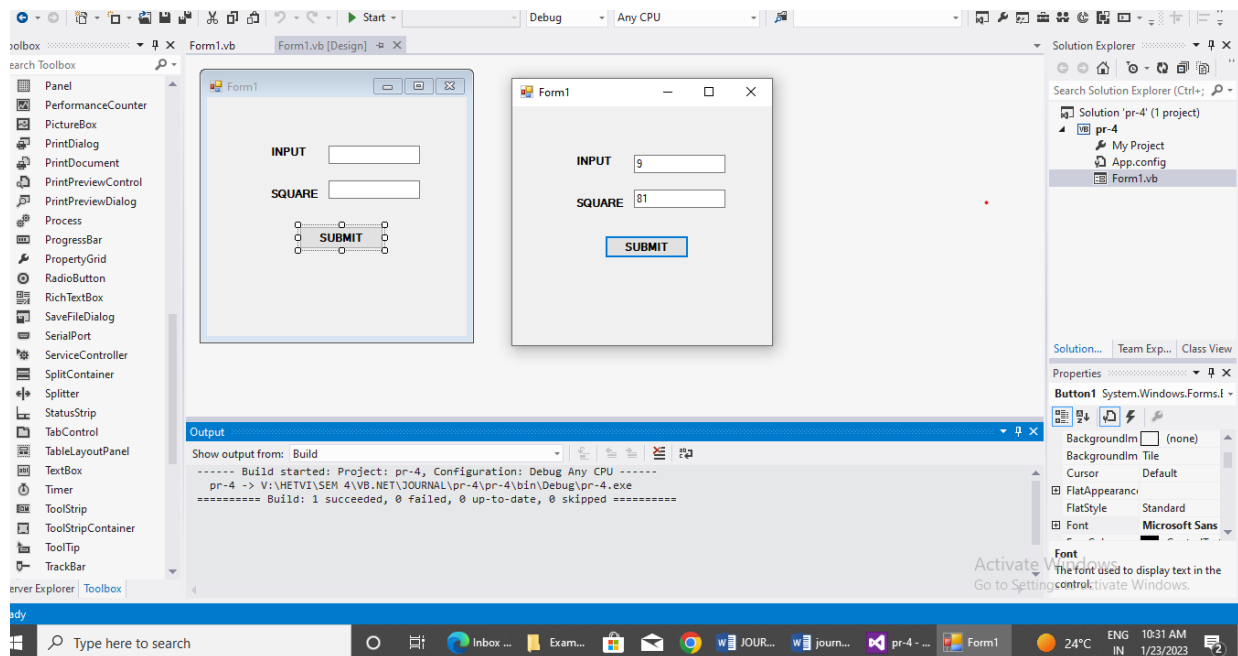 Start
Debug
Any CPU
oolbox
Form1.vb
Form1.vb [Design]
Solution Explorer
earch Toolbox
Panel
PerformanceCounter
PictureBox
PrintDialog
PrintDocument
PrintPreviewControl
PrintPreviewDialog
Process
ProgressBar
PropertyGrid
RadioButton
RichTextBox
SaveFileDialog
SerialPort
ServiceController
SplitContainer
Splitter
StatusStrip
TabControl
TableLayoutPanel
TextBox
Timer
ToolStrip
ToolStripContainer
ToolTip
TrackBar
erver Explorer Toolbox
Form1
INPUT
SQUARE
SUBMIT
Form1
INPUT 9
SQUARE 81
SUBMIT
Search Solution Explorer (Ctrl+;
Solution 'pr-4' (1 project)
VB pr-4
My Project
App.config
Form1.vb
Solution... Team Exp... Class View
Properties
Button1 System.Windows.Forms.
BackgroundIm (none)
BackgroundIm Tile
Cursor Default
FlatAppearanc
FlatStyle Standard
Font Microsoft Sans
Font
The font used to display text in the
control.
Output
Show output from: Build
------ Build started: Project: pr-4, Configuration: Debug Any CPU ------
pr-4 -> V:\HETVI\SEM 4\VB.NET\JOURNAL\pr-4\pr-4\bin\Debug\pr-4.exe
========== Build: 1 succeeded, 0 failed, 0 up-to-date, 0 skipped ==========
Activate Windows
Go to Settings to activate Windows.
ady
Type here to search
Inbox ...
Exam...
JOUR...
journ...
pr-4 - ...
Form1
24°C
ENG
IN
10:31 AM
1/23/2023
2